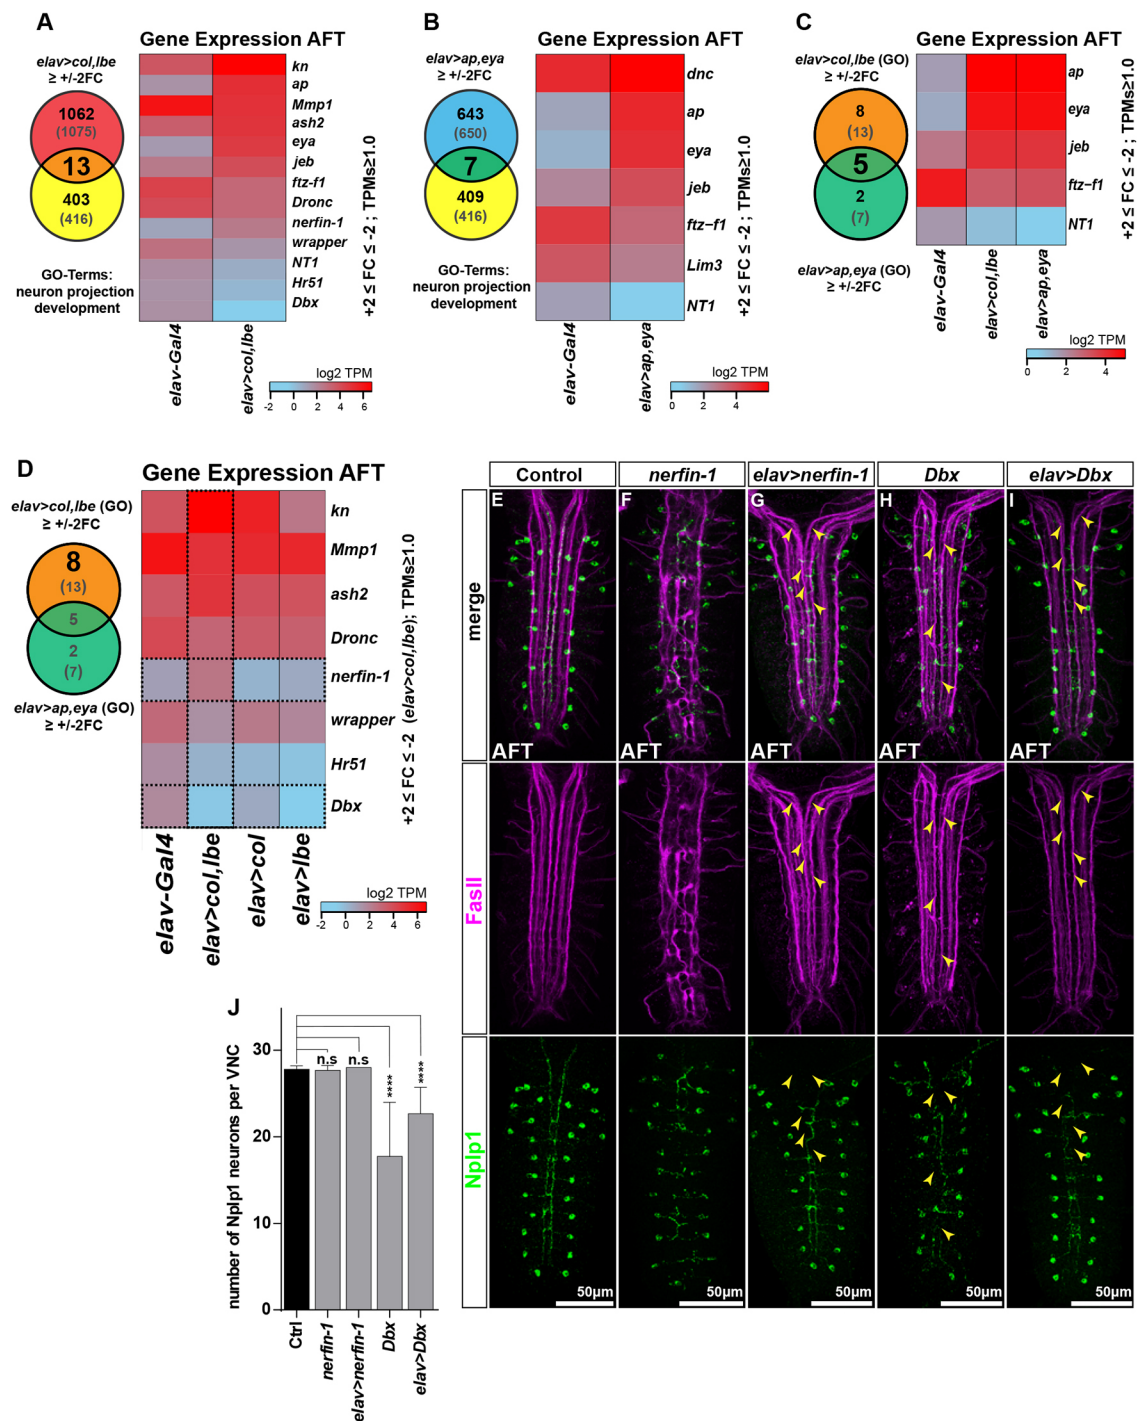 A
Gene Expression AFT
elav>col,lbe
≥ +/-2FC
1062
(1075)
13
403
(416)
GO-Terms:
neuron projection
development
kn
ap
Mmp1
ash2
eya
jeb
ftz-f1
Dronc
nerfin-1
wrapper
NT1
Hr51
Dbx
+2 ≤ FC ≤ -2 ; TPMs≥1.0
elav-Gal4
elav>col,lbe
log2 TPM
-2 0 2 4 6
B
Gene Expression AFT
elav>ap,eya
≥ +/-2FC
643
(650)
7
409
(416)
GO-Terms:
neuron projection
development
dnc
ap
eya
jeb
ftz−f1
Lim3
NT1
+2 ≤ FC ≤ -2 ; TPMs≥1.0
elav-Gal4
elav>ap,eya
log2 TPM
0 2 4
C
Gene Expression AFT
elav>col,lbe (GO)
≥ +/-2FC
8
(13)
5
2
(7)
elav>ap,eya (GO)
≥ +/-2FC
ap
eya
jeb
ftz−f1
NT1
+2 ≤ FC ≤ -2 ; TPMs≥1.0
elav-Gal4
elav>col,lbe
elav>ap,eya
log2 TPM
0 2 4
D
Gene Expression AFT
elav>col,lbe (GO)
≥ +/-2FC
8
(13)
5
2
(7)
elav>ap,eya (GO)
≥ +/-2FC
kn
Mmp1
ash2
Dronc
nerfin-1
wrapper
Hr51
Dbx
+2 ≤ FC ≤ -2 (elav>col,lbe); TPMs≥1.0
elav-Gal4
elav>col,lbe
elav>col
elav>lbe
log2 TPM
-2 0 2 4 6
Control
nerfin-1
elav>nerfin-1
Dbx
elav>Dbx
E
F
G
H
I
merge
AFT
AFT
AFT
AFT
AFT
FasII
Nplp1
50µm
50µm
50µm
50µm
50µm
J
number of Nplp1 neurons per VNC
30
20
10
0
n.s
n.s
****
****
Ctrl
nerfin-1
elav>nerfin-1
Dbx
elav>Dbx